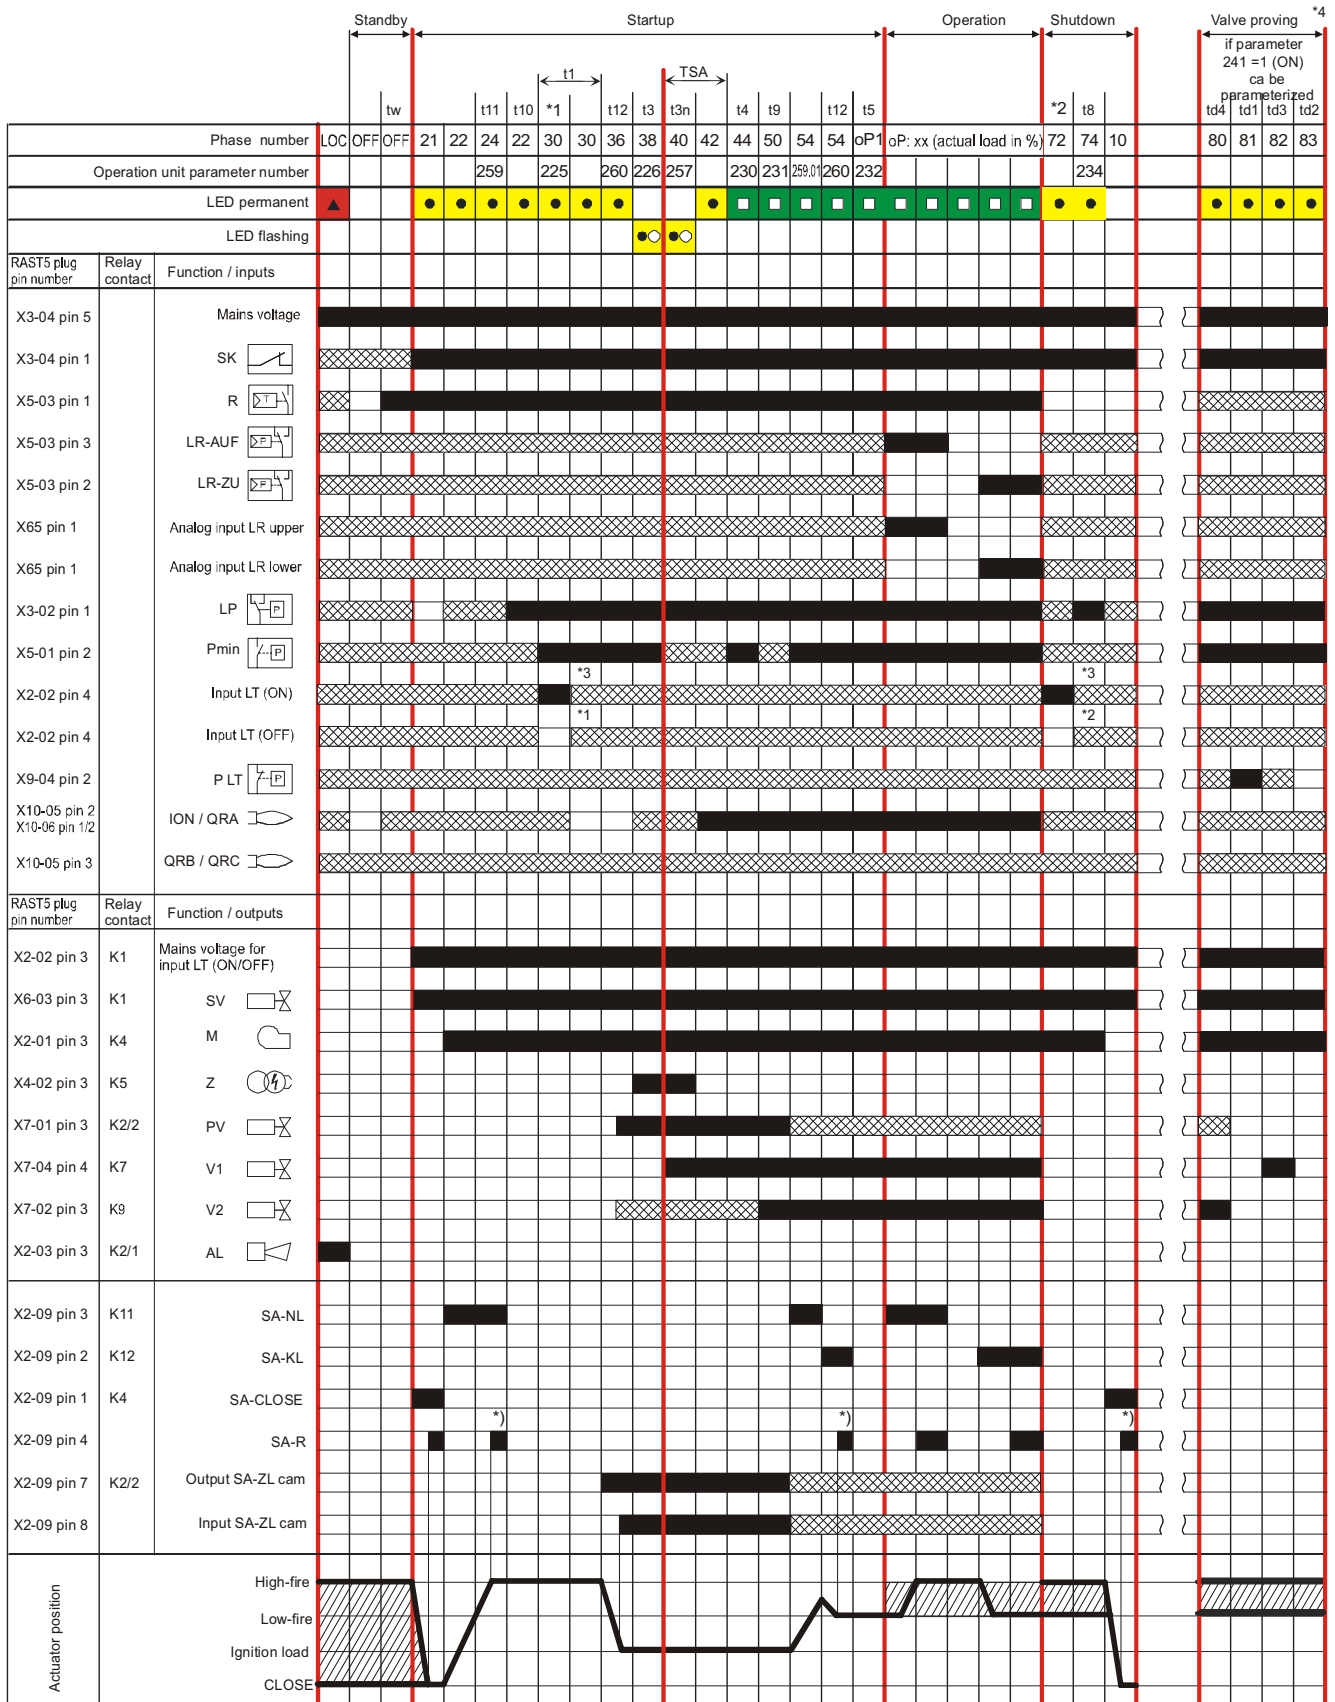 Standby Startup Operation Shutdown Valve proving *4
if parameter
241 =1 (ON)
ca be
parameterized
t1 TSA
tw t11 t10 *1 t12 t3 t3n t4 t9 t12 t5 *2 t8 td4 td1 td3 td2
Phase number LOC OFF OFF 21 22 24 22 30 30 36 38 40 42 44 50 54 54 oP1 oP: xx (actual load in %) 72 74 10 80 81 82 83
Operation unit parameter number 259 225 260 226 257 230 231 259.01 260 232 234
LED permanent
LED flashing
RAST5 plug
pin number
Relay
contact
Function / inputs
X3-04 pin 5 Mains voltage
X3-04 pin 1 SK
X5-03 pin 1 R T
X5-03 pin 3 LR-AUF P
X5-03 pin 2 LR-ZU P
X65 pin 1 Analog input LR upper
X65 pin 1 Analog input LR lower
X3-02 pin 1 LP P
X5-01 pin 2 Pmin P
*3 *3
X2-02 pin 4 Input LT (ON)
*1 *2
X2-02 pin 4 Input LT (OFF)
X9-04 pin 2 P LT P
X10-05 pin 2
X10-06 pin 1/2
ION / QRA
X10-05 pin 3 QRB / QRC
RAST5 plug
pin number
Relay
contact
Function / outputs
X2-02 pin 3 K1 Mains voltage for
input LT (ON/OFF)
X6-03 pin 3 K1 SV
X2-01 pin 3 K4 M
X4-02 pin 3 K5 Z
X7-01 pin 3 K2/2 PV
X7-04 pin 4 K7 V1
X7-02 pin 3 K9 V2
X2-03 pin 3 K2/1 AL
X2-09 pin 3 K11 SA-NL
X2-09 pin 2 K12 SA-KL
X2-09 pin 1 K4 SA-CLOSE
*) *) *)
X2-09 pin 4 SA-R
X2-09 pin 7 K2/2 Output SA-ZL cam
X2-09 pin 8 Input SA-ZL cam
Actuator position
High-fire
Low-fire
Ignition load
CLOSE